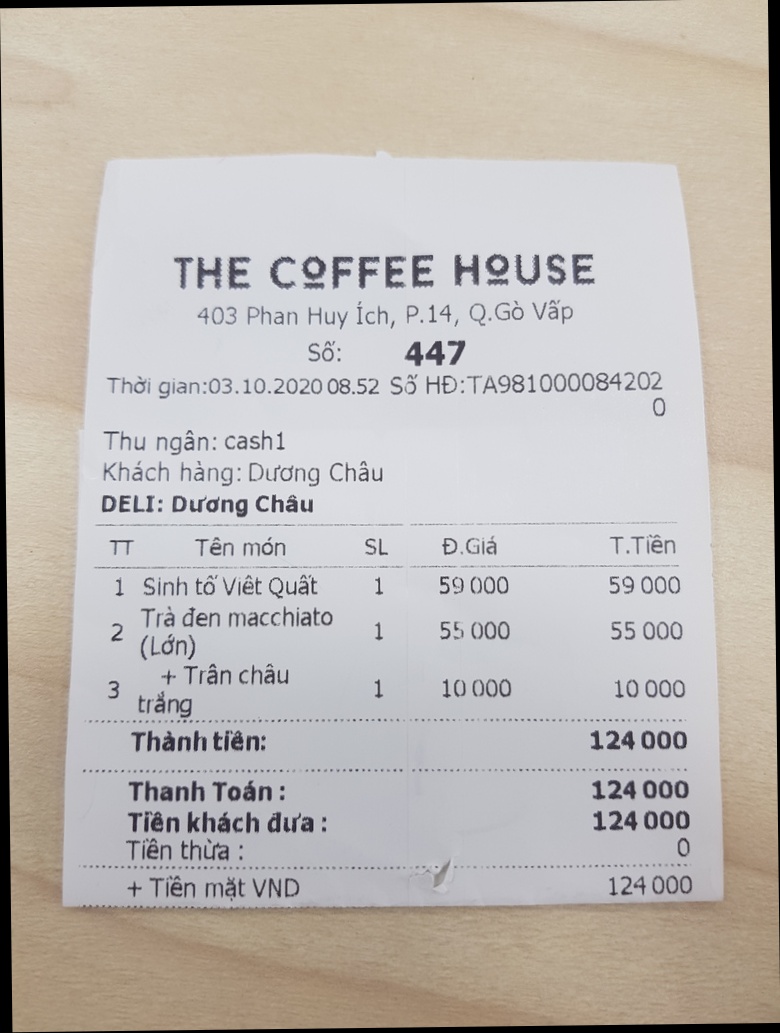 THE COFFEE HOUSE
403 Phan Huy Ích, P.14, Q.Gò Vấp
Số: 447
Thời gian:03.10.2020 08.52 Số HĐ:TA981000084202
0
Thu ngân: cash1
Khách hàng: Dương Châu
DELI: Dương Châu
TT Tên món SL Đ.Giá T.Tiền
1 Sinh tố Việt Quất 1 59 000 59 000
Trà đen macchiato
2 (Lớn) 1 55 000 55 000
+ Trân châu
3 trắng 1 10 000 10 000
Thành tiền: 124 000
Thanh Toán : 124 000
Tiền khách đưa : 124 000
Tiền thừa : 0
+ Tiền mặt VND 124 000